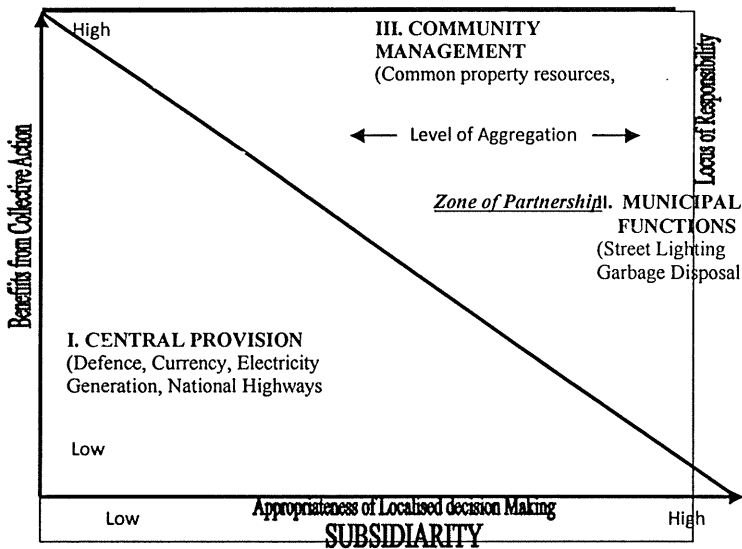 High
III. COMMUNITY
MANAGEMENT
(Common property resources,
Level of Aggregation
Locus of Responsibility
Benefiits from Collective Action
Zone of Partnership
II. MUNICIPAL
FUNCTIONS
(Street Lighting
Garbage Disposal
I. CENTRAL PROVISION
(Defence, Currency, Electricity
Generation, National Highways
Low
Appropriateness of Localised decision Making
Low
High
SUBSIDIARITY